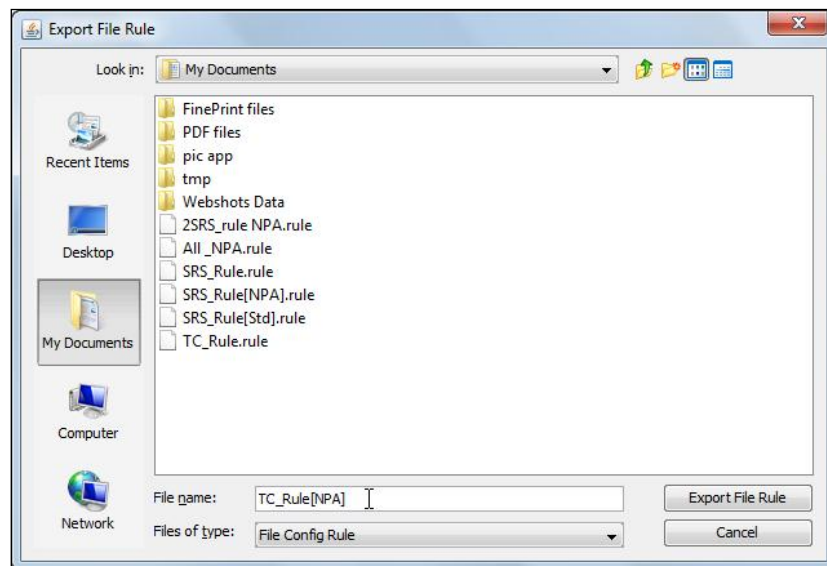 Export File Rule
Look in:
My Documents
Recent Items
Desktop
My Documents
Computer
Network
FinePrint files
PDF files
pic app
tmp
Webshots Data
2SRS_rule NPA.rule
All _NPA.rule
SRS_Rule.rule
SRS_Rule[NPA].rule
SRS_Rule[Std].rule
TC_Rule.rule
File name:
TC_Rule[NPA]
Export File Rule
Files of type:
File Config Rule
Cancel